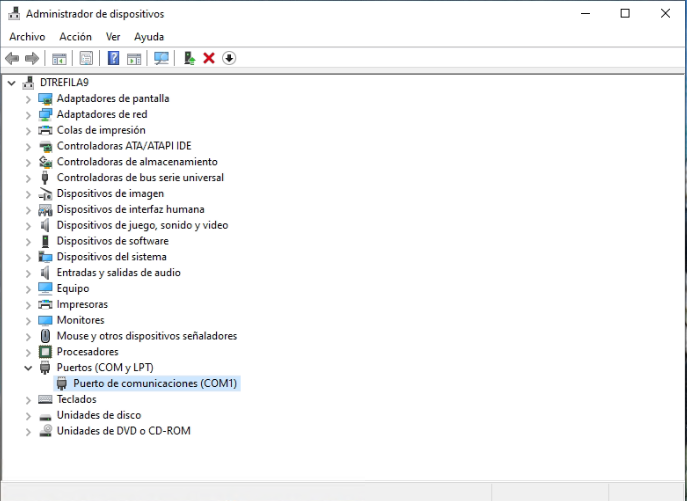 Administrador de dispositivos
Archivo Acción Ver Ayuda
DTREFILA9
Adaptadores de pantalla
Adaptadores de red
Colas de impresión
Controladoras ATA/ATAPI IDE
Controladoras de almacenamiento
Controladoras de bus serie universal
Dispositivos de imagen
Dispositivos de interfaz humana
Dispositivos de juego, sonido y video
Dispositivos de software
Dispositivos del sistema
Entradas y salidas de audio
Equipo
Impresoras
Monitores
Mouse y otros dispositivos señaladores
Procesadores
Puertos (COM y LPT)
Puerto de comunicaciones (COM1)
Teclados
Unidades de disco
Unidades de DVD o CD-ROM